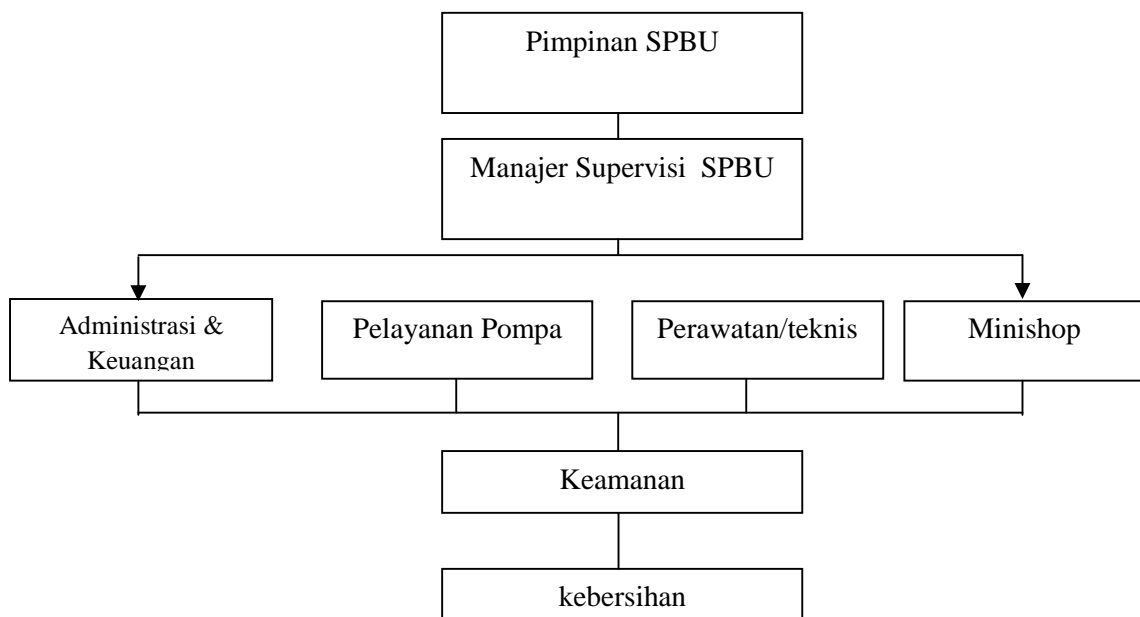 Pimpinan SPBU
Manajer Supervisi SPBU
Administrasi &
Keuangan
Pelayanan Pompa
Perawatan/teknis
Minishop
Keamanan
kebersihan